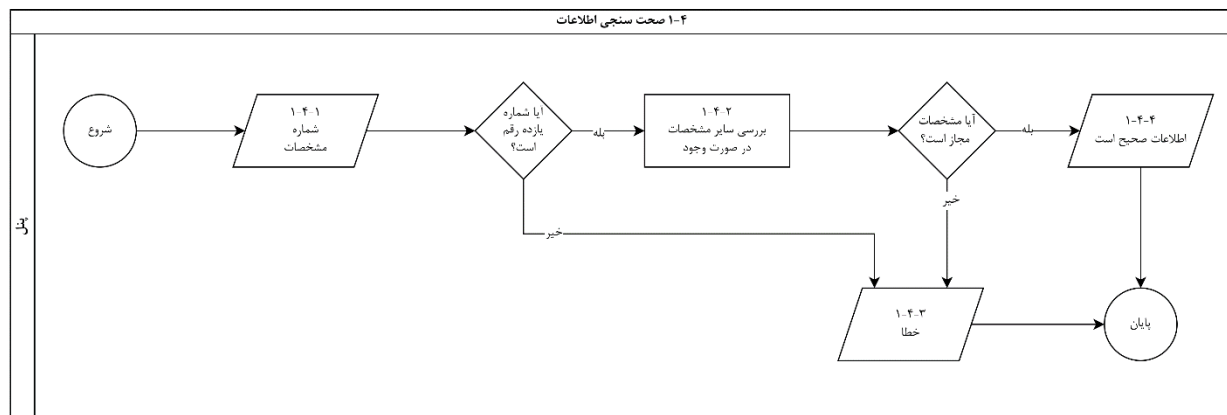 ۱-۴ صحت سنجی اطلاعات
پنل
شروع
۱-۴-۱
شماره
مشخصات
آیا شماره
یازده رقم
است؟
بله
۱-۴-۲
بررسی سایر مشخصات
در صورت وجود
آیا مشخصات
مجاز است؟
بله
۱-۴-۴
اطلاعات صحیح است
خیر
خیر
۱-۴-۳
خطا
پایان